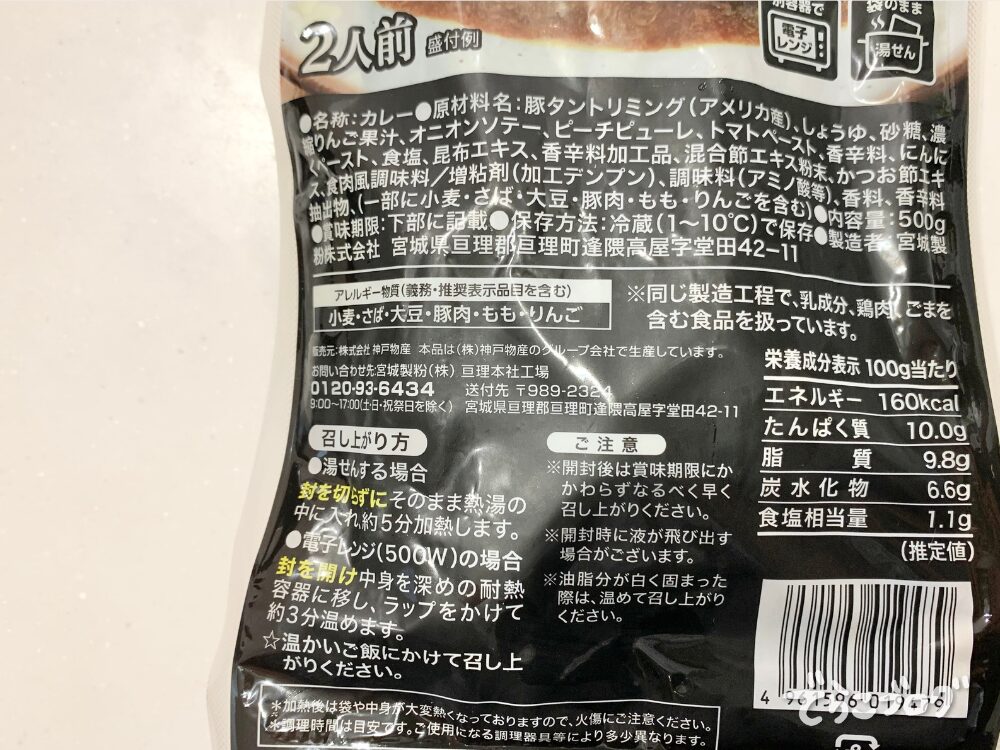 2人前 盛付例
別容器で
電子
レンジ
袋のまま
湯せん
●名称:カレー●原材料名:豚タントリミング(アメリカ産)、しょうゆ、砂糖、濃
縮りんご果汁、オニオンソテー、ピーチピューレ、トマトペースト、香辛料、にんに
くペースト、食塩、昆布エキス、香辛料加工品、混合節エキス粉末、かつお節エキ
ス、食肉風調味料/増粘剤(加工デンプン)、調味料(アミノ酸等)、香料、香辛料
抽出物、(一部に小麦・さば・大豆・豚肉・もも・りんごを含む)●内容量:500g
●賞味期限:下部に記載●保存方法:冷蔵(1~10℃)で保存●製造者:宮城製
粉株式会社 宮城県亘理郡亘理町逢隈高屋字堂田42-11
アレルギー物質(義務・推奨表示品目を含む)
小麦・さば・大豆・豚肉・もも・りんご
※同じ製造工程で、乳成分、鶏肉、ごまを
含む食品を扱っています。
販売元:株式会社 神戸物産 本品は(株)神戸物産のグループ会社で生産しています。
お問い合わせ先:宮城製粉(株) 亘理本社工場
0120-93-6434 送付先 〒989-2324
9:00~17:00(土・日・祝祭日を除く) 宮城県亘理郡亘理町逢隈高屋字堂田42-11
栄養成分表示 100g当たり
エネルギー 160kcal
たんぱく質 10.0g
脂質 9.8g
炭水化物 6.6g
食塩相当量 1.1g
(推定値)
召し上がり方
●湯せんする場合
封を切らずにそのまま熱湯の
中に入れ約5分加熱します。
●電子レンジ(500W)の場合
封を開け中身を深めの耐熱
容器に移し、ラップをかけて
約3分温めます。
☆温かいご飯にかけて召し上
がりください。
ご注意
※開封後は賞味期限にか
かわらずなるべく早く
召し上がりください。
※開封時に液が飛び出す
場合がございます。
※油脂分が白く固まった
際は、温めて召し上がり
ください。
*加熱後は袋や中身が大変熱くなっておりますので、火傷にご注意ください。
*調理時間は目安です。ご使用になる調理器具等により多少異なります。
4 961596 019476
どらごブログ